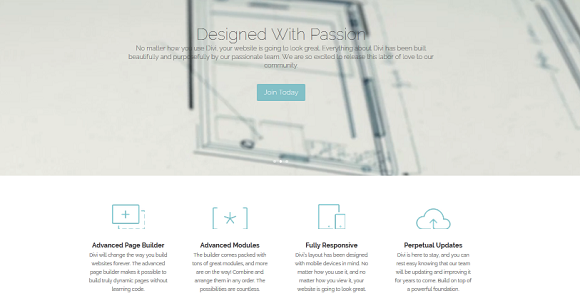 Designed With Passion
No matter how you use Divi, your website is going to look great. Everything about Divi has been built
beautifully and purposefully by our passionate team. We are so excited to release this labor of love to our
community
Join Today
Advanced Page Builder
Divi will change the way you build
websites forever. The advanced
page builder makes it possible to
build truly dynamic pages without
learning code.
Advanced Modules
The builder comes packed with
tons of great modules, and more
are on the way! Combine and
arrange them in any order. The
possibilities are countless.
Fully Responsive
Divi's layout has been designed
with mobile devices in mind. No
matter how you use it, and no
matter how you view it, your
website is going to look great.
Perpetual Updates
Divi is here to stay, and you can
rest easy knowing that our team
will be updating and improving it
for years to come. Build on top of
a powerful foundation.